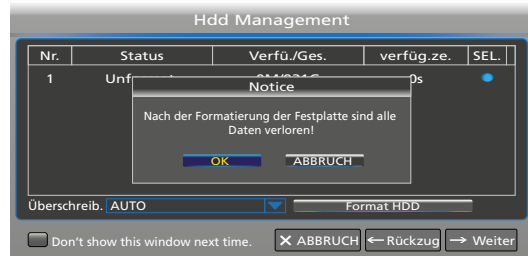 Hdd Management
Nr. Status Verfü./Ges. verfüg.ze. SEL.
1 0s
Notice
Nach der Formatierung der Festplatte sind alle
Daten verloren!
OK ABBRUCH
Überschreib. AUTO Format HDD
Don't show this window next time. ABBRUCH Rückzug Weiter